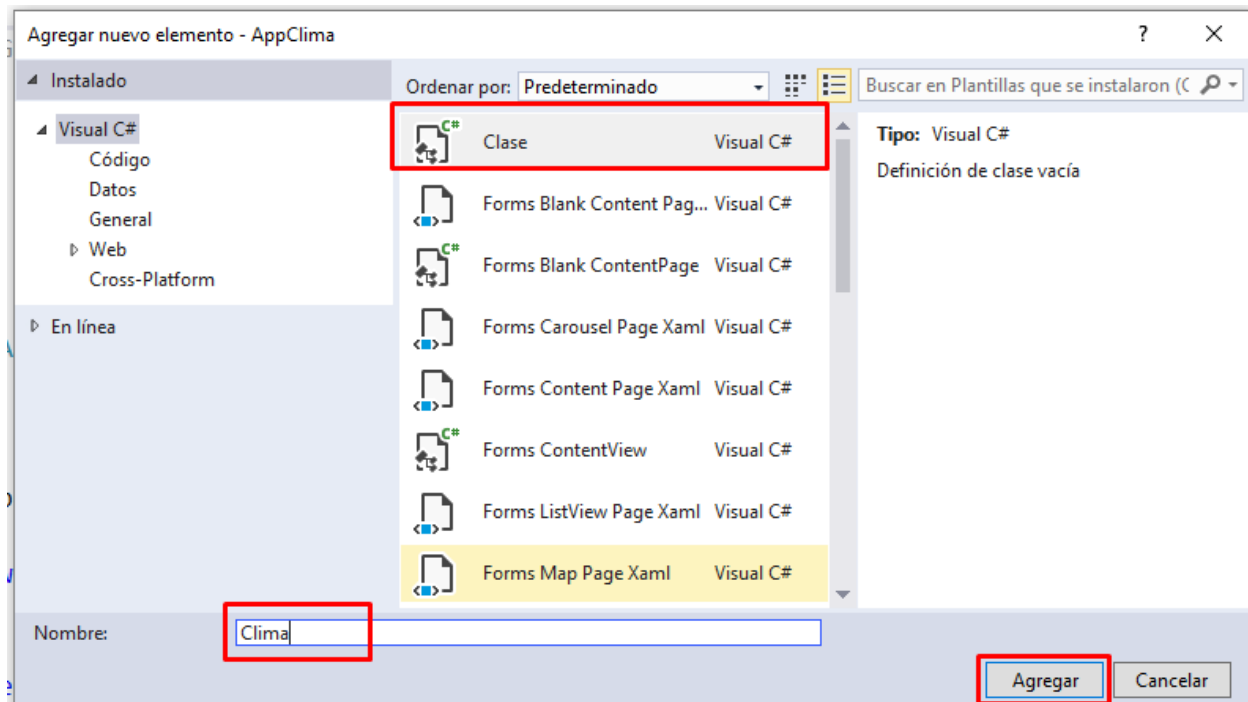 Agregar nuevo elemento - AppClima
?
Instalado
Ordenar por: Predeterminado
Buscar en Plantillas que se instalaron (C
Visual C#
Código
Datos
General
Web
Cross-Platform
En línea
C# Clase Visual C#
Forms Blank Content Pag... Visual C#
C# Forms Blank ContentPage Visual C#
Forms Carousel Page Xaml Visual C#
Forms Content Page Xaml Visual C#
C# Forms ContentView Visual C#
Forms ListView Page Xaml Visual C#
Forms Map Page Xaml Visual C#
Tipo: Visual C#
Definición de clase vacía
Nombre: Clima
Agregar Cancelar